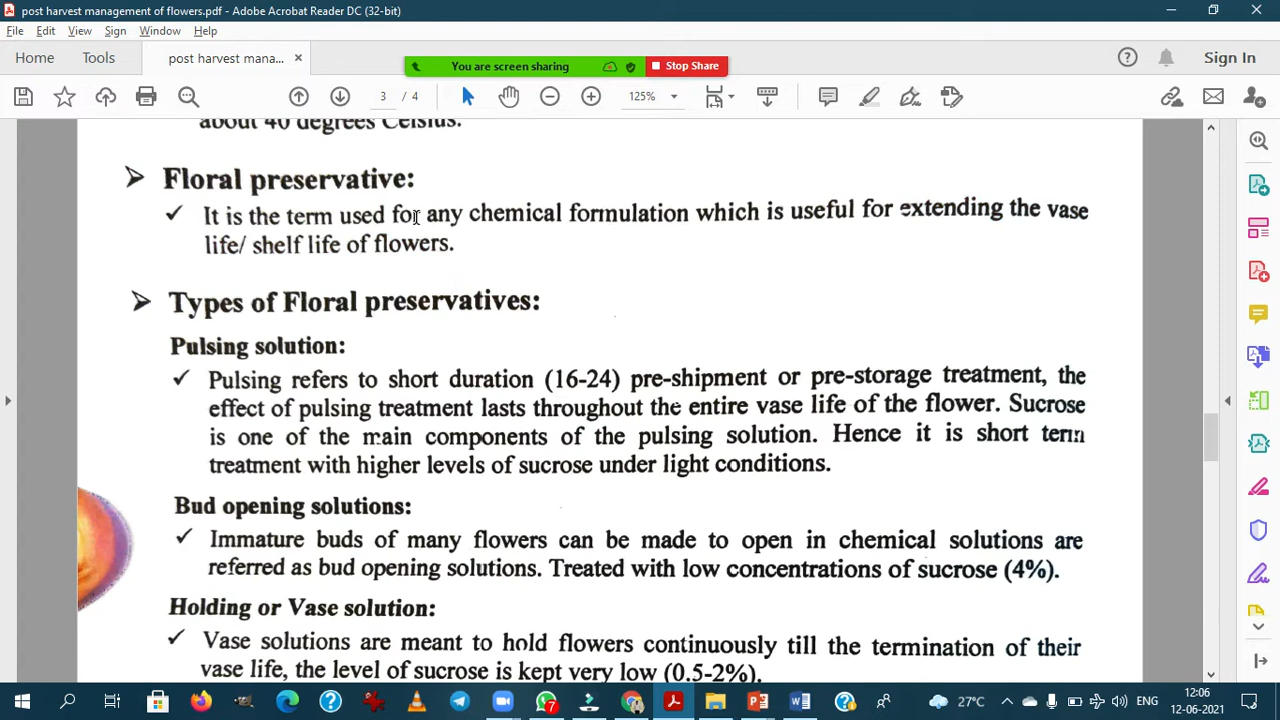 post harvest management of flowers.pdf - Adobe Acrobat Reader DC (32-bit)
File Edit View Sign Window Help
Home Tools post harvest mana... × Sign In
You are screen sharing Stop Share
3 / 4 125%
about 40 degrees Celsius.
➢ Floral preservative:
✓ It is the term used for any chemical formulation which is useful for extending the vase
life/ shelf life of flowers.
➢ Types of Floral preservatives:
Pulsing solution:
✓ Pulsing refers to short duration (16-24) pre-shipment or pre-storage treatment, the
effect of pulsing treatment lasts throughout the entire vase life of the flower. Sucrose
is one of the main components of the pulsing solution. Hence it is short term
treatment with higher levels of sucrose under light conditions.
Bud opening solutions:
✓ Immature buds of many flowers can be made to open in chemical solutions are
referred as bud opening solutions. Treated with low concentrations of sucrose (4%).
Holding or Vase solution:
✓ Vase solutions are meant to hold flowers continuously till the termination of their
vase life, the level of sucrose is kept very low (0.5-2%).
7 27°C ENG 12:06
12-06-2021